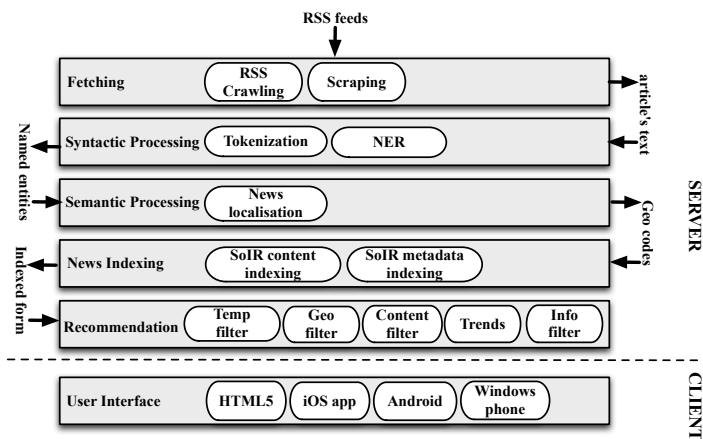 RSS feeds
Fetching
RSS
Crawling
Scraping
article's text
Syntactic Processing
Tokenization
NER
Named entities
Semantic Processing
News
localisation
Geo codes
SERVER
News Indexing
SoIR content
indexing
SoIR metadata
indexing
Indexed form
Recommendation
Temp
filter
Geo
filter
Content
filter
Trends
Info
filter
User Interface
HTML5
iOS app
Android
Windows
phone
CLIENT